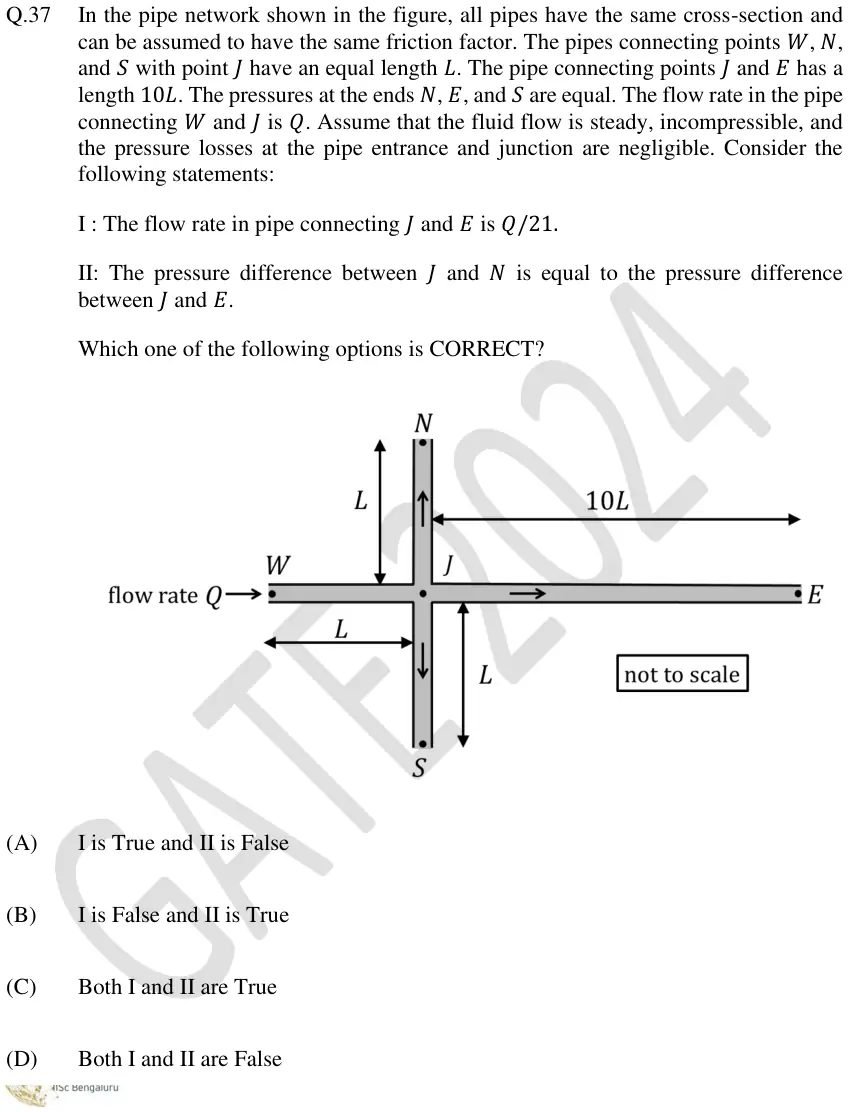 Q.37 In the pipe network shown in the figure, all pipes have the same cross-section and
can be assumed to have the same friction factor. The pipes connecting points W, N,
and S with point J have an equal length L. The pipe connecting points J and E has a
length 10L. The pressures at the ends N, E, and S are equal. The flow rate in the pipe
connecting W and J is Q. Assume that the fluid flow is steady, incompressible, and
the pressure losses at the pipe entrance and junction are negligible. Consider the
following statements:
I : The flow rate in pipe connecting J and E is Q/21.
II: The pressure difference between J and N is equal to the pressure difference
between J and E.
Which one of the following options is CORRECT?
N
L
10L
W
J
flow rate Q
E
L
L
not to scale
S
GATE 2024
(A) I is True and II is False
(B) I is False and II is True
(C) Both I and II are True
(D) Both I and II are False
IISc Bengaluru